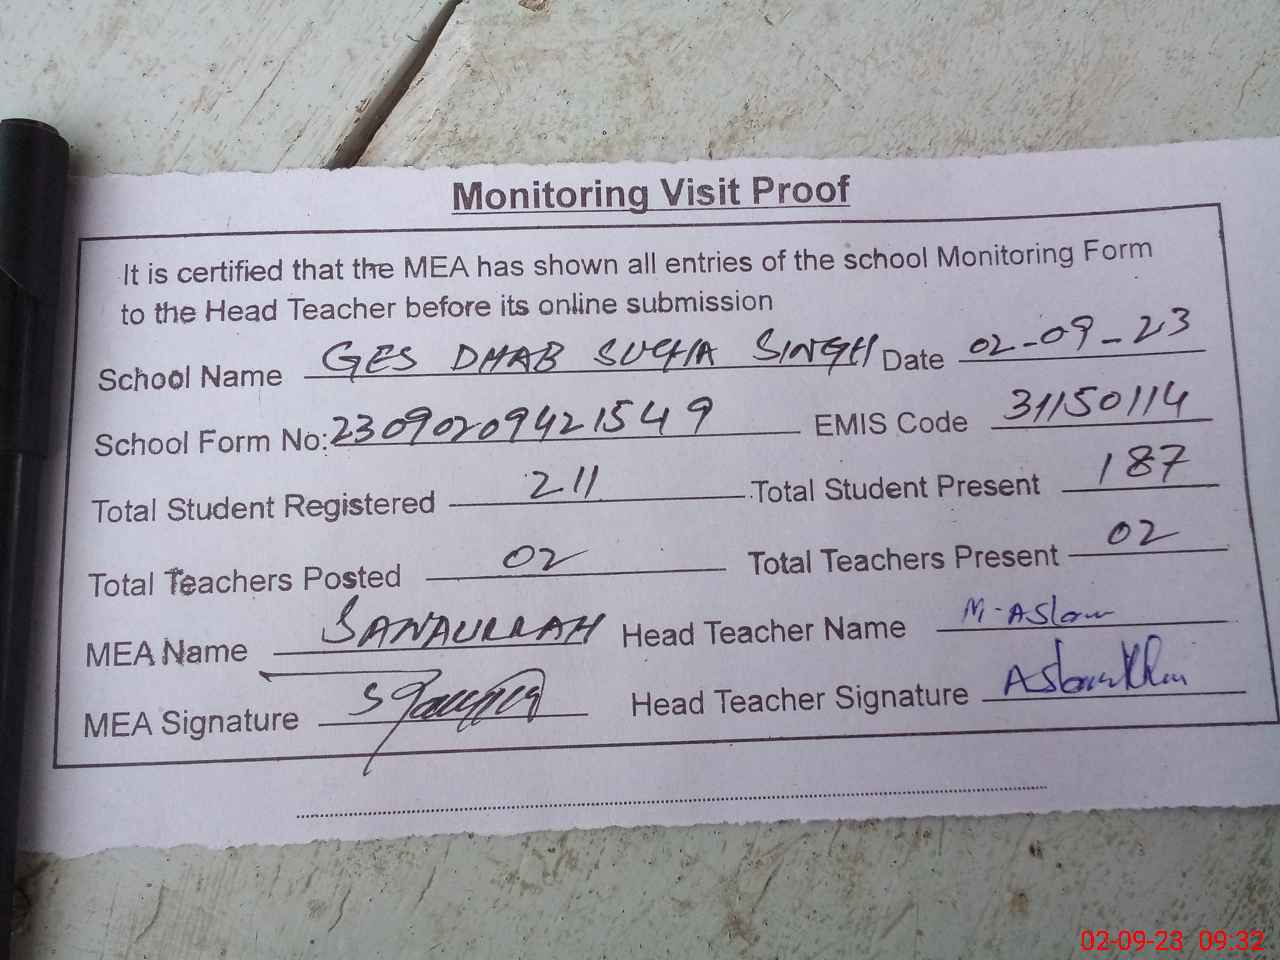 Monitoring Visit Proof
It is certified that the MEA has shown all entries of the school Monitoring Form
to the Head Teacher before its online submission
School Name GES DHAB SUCHA SINGH Date 02-09-23
School Form No: 23090209421549 EMIS Code 31150114
Total Student Registered 211 Total Student Present 187
Total Teachers Posted 02 Total Teachers Present 02
MEA Name SANAULLAH Head Teacher Name M-ASlam
MEA Signature Head Teacher Signature AslamKhan
02-09-23 09:32